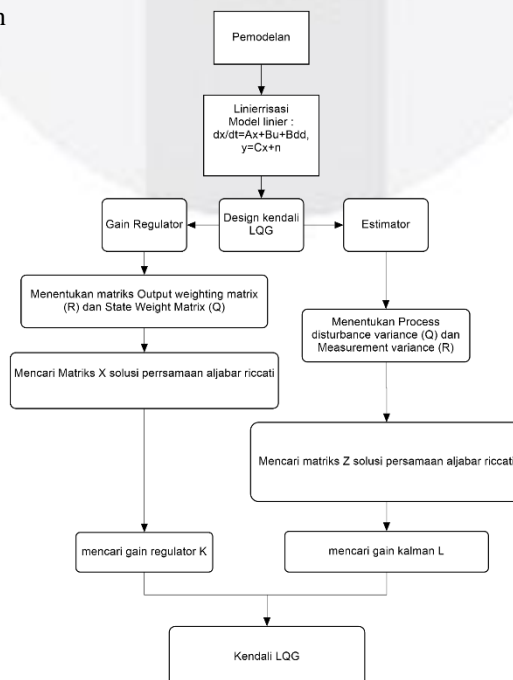 n
Pemodelan
Linierrisasi
Model linier :
dx/dt=Ax+Bu+Bdd,
y=Cx+n
Gain Regulator
Design kendali
LQG
Estimator
Menentukan matriks Output weighting matrix
(R) dan State Weight Matrix (Q)
Menentukan Process
disturbance variance (Q) dan
Measurement variance (R)
Mencari Matriks X solusi perrsamaan aljabar riccati
Mencari matriks Z solusi persamaan aljabar riccati
mencari gain regulator K
mencari gain kalman L
Kendali LQG